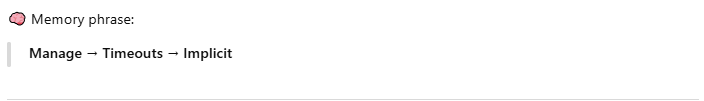 🧠 Memory phrase:
Manage → Timeouts → Implicit